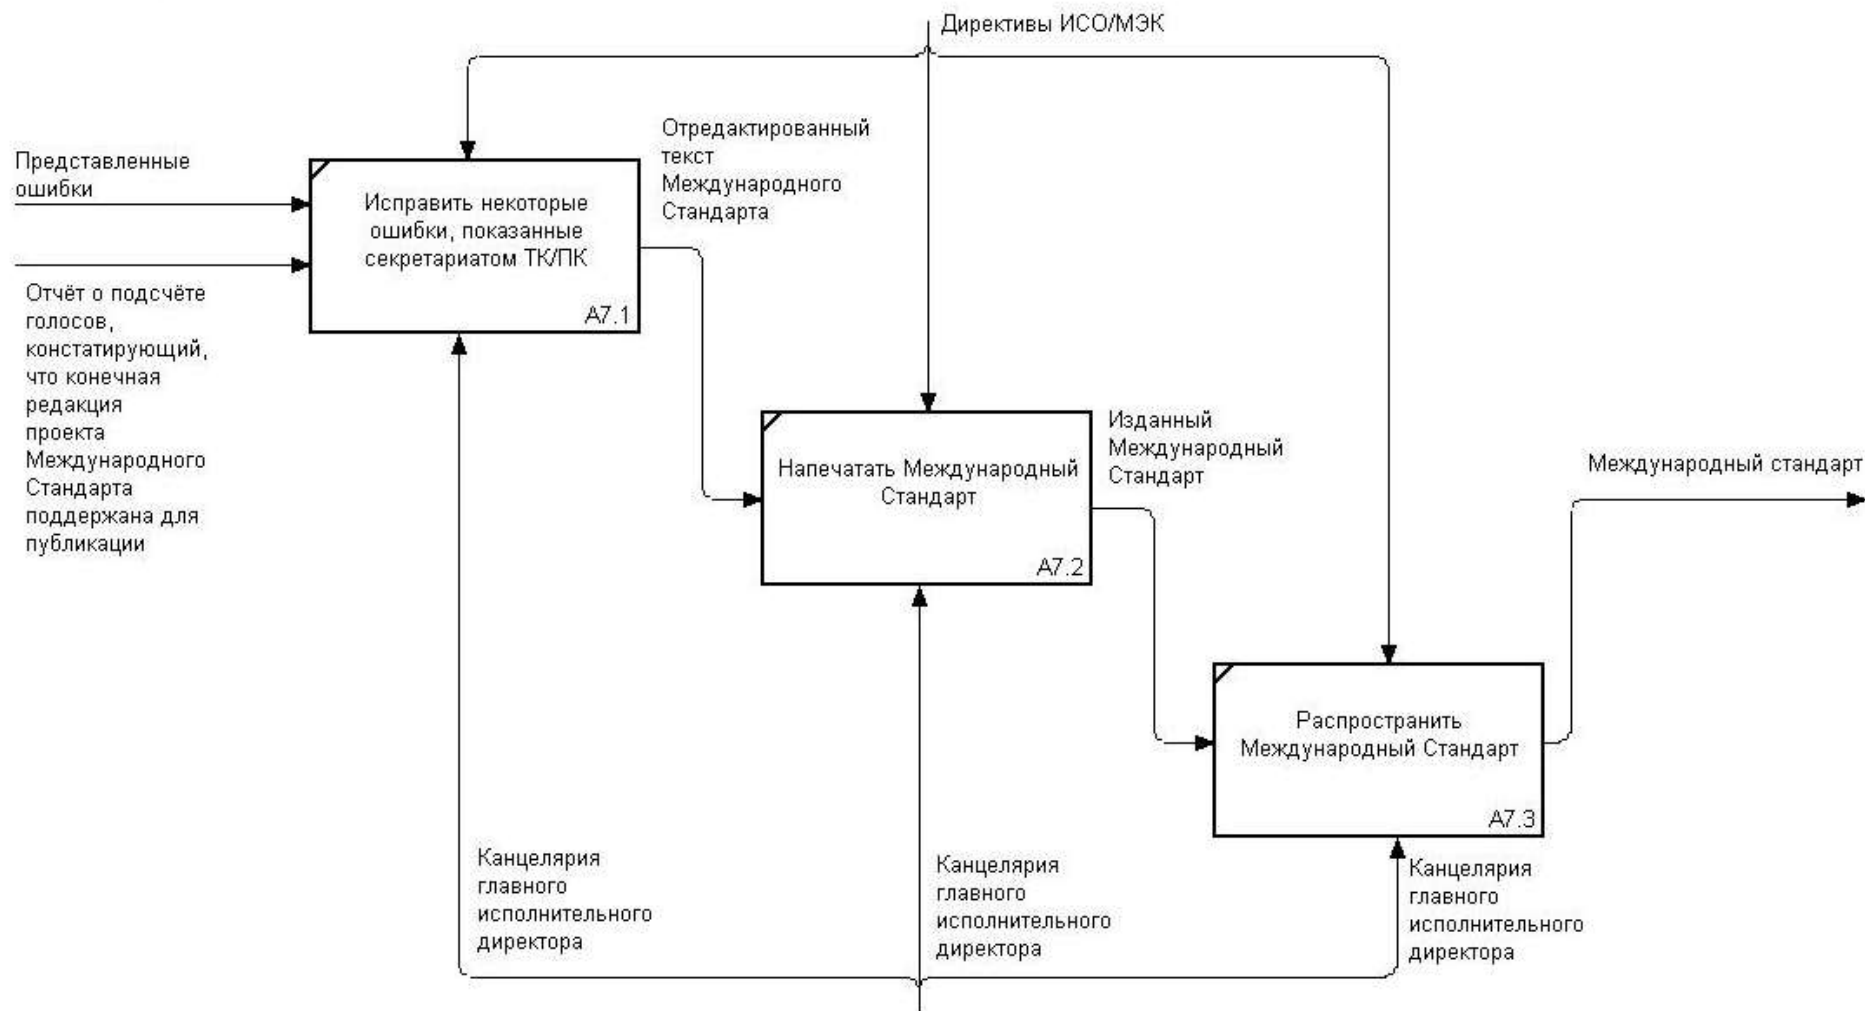 Директивы ИСО/МЭК
Представленные
ошибки
Исправить некоторые
ошибки, показанные
секретариатом ТК/ПК
А7.1
Отредактированный
текст
Международного
Стандарта
Отчёт о подсчёте
голосов,
констатирующий,
что конечная
редакция
проекта
Международного
Стандарта
поддержана для
публикации
Напечатать Международный
Стандарт
А7.2
Изданный
Международный
Стандарт
Международный стандарт
Распространить
Международный Стандарт
А7.3
Канцелярия
главного
исполнительного
директора
Канцелярия
главного
исполнительного
директора
Канцелярия
главного
исполнительного
директора